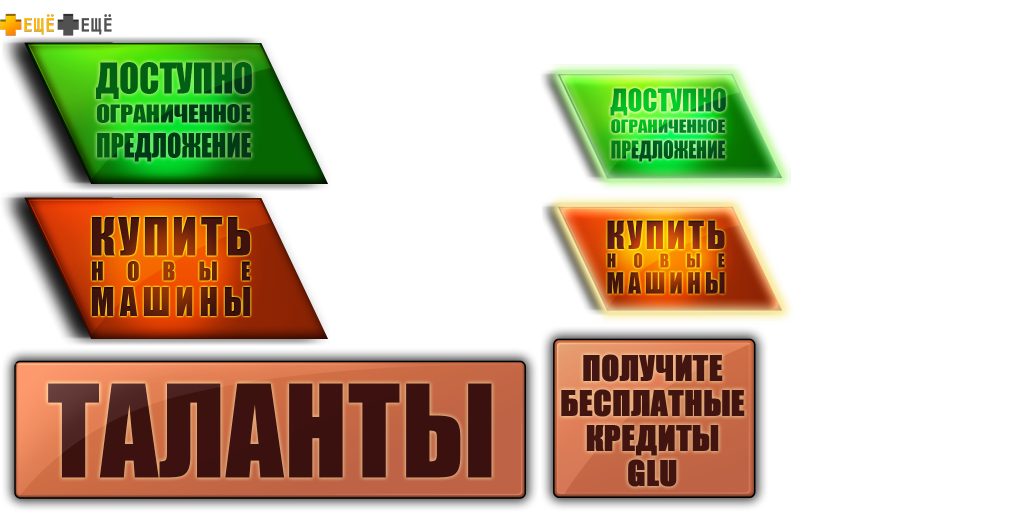 ЕЩЁ ЕЩЁ
ДОСТУПНО
ОГРАНИЧЕННОЕ
ПРЕДЛОЖЕНИЕ
ДОСТУПНО
ОГРАНИЧЕННОЕ
ПРЕДЛОЖЕНИЕ
КУПИТЬ
НОВЫЕ
МАШИНЫ
КУПИТЬ
НОВЫЕ
МАШИНЫ
ТАЛАНТЫ
ПОЛУЧИТЕ
БЕСПЛАТНЫЕ
КРЕДИТЫ
GLU